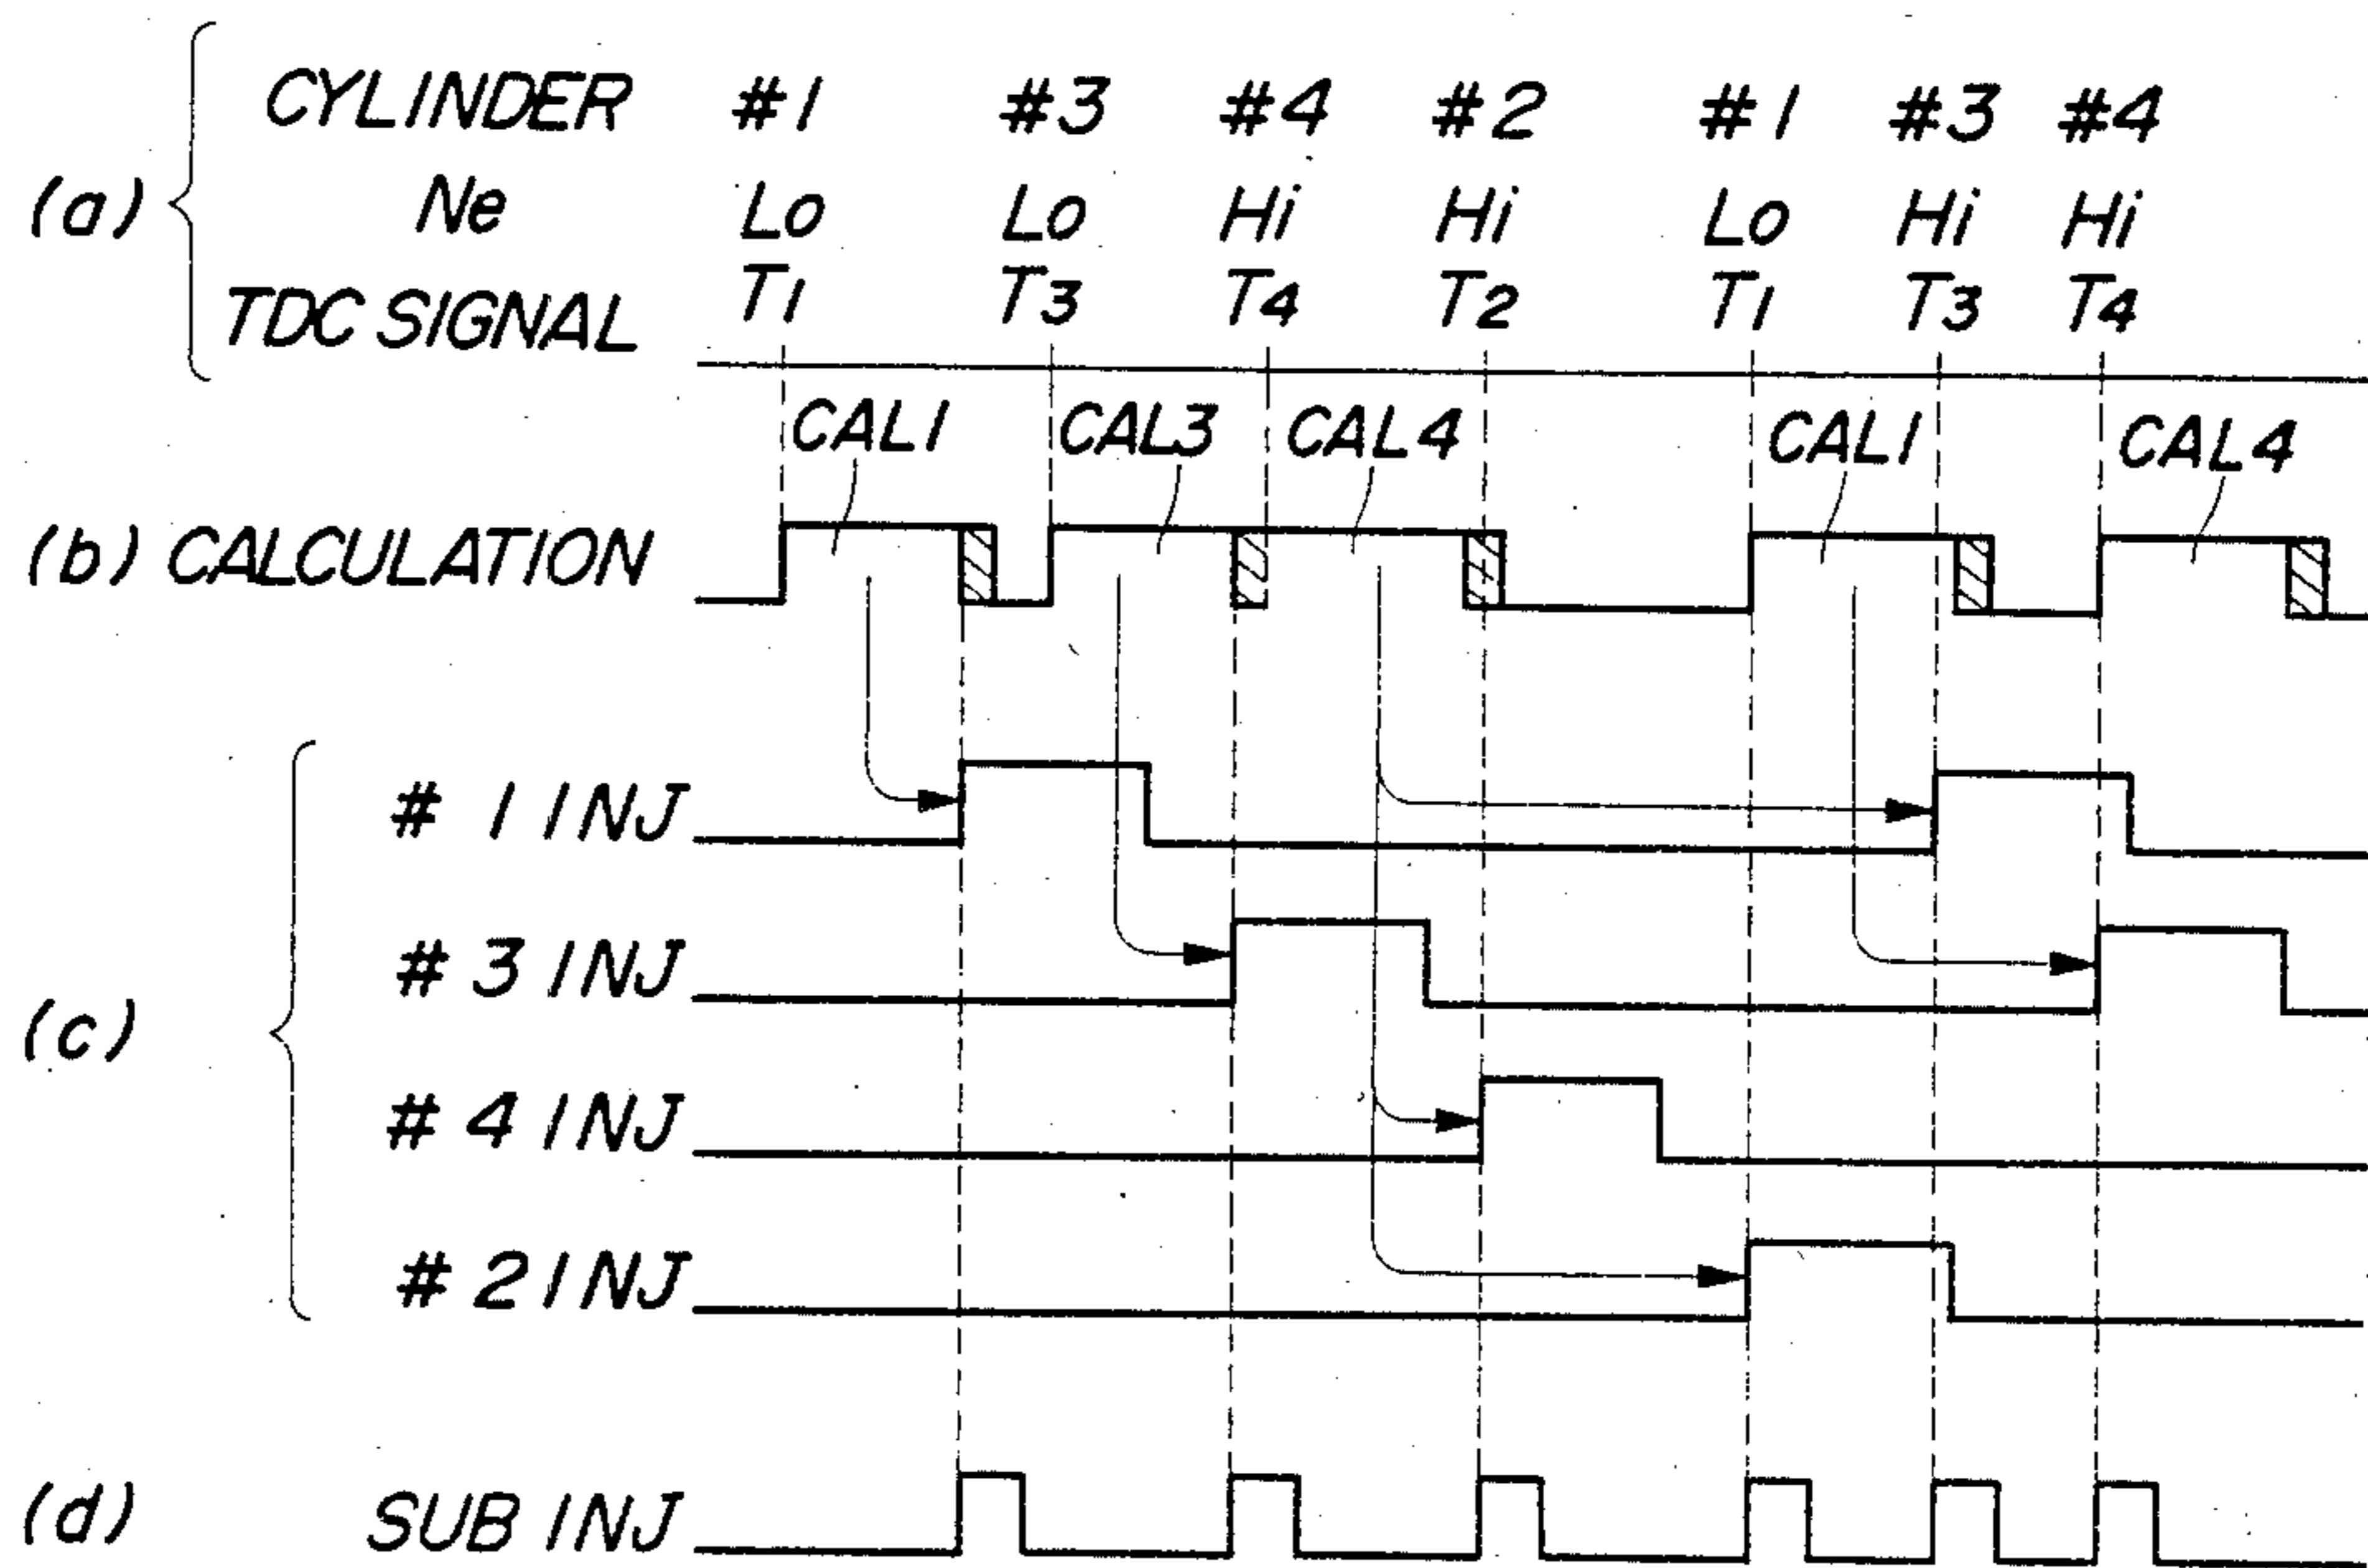 CYLINDER #1 #3 #4 #2 #1 #3 #4
(a) Ne Lo Lo Hi Hi Lo Hi Hi
TDC SIGNAL T1 T3 T4 T2 T1 T3 T4
CAL1 CAL3 CAL4 CAL1 CAL4
(b) CALCULATION
# 1 INJ
# 3 INJ
(c)
# 4 INJ
# 2 INJ
(d) SUB INJ